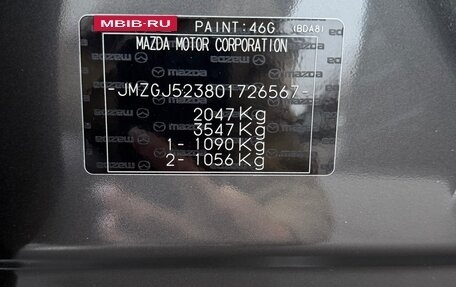 MBIB-RU PAINT:46G (BDA8)
MAZDA MOTOR CORPORATION
-JMZGJ523801726567-
2047Kg
3547Kg
1-1090Kg
2-1056Kg